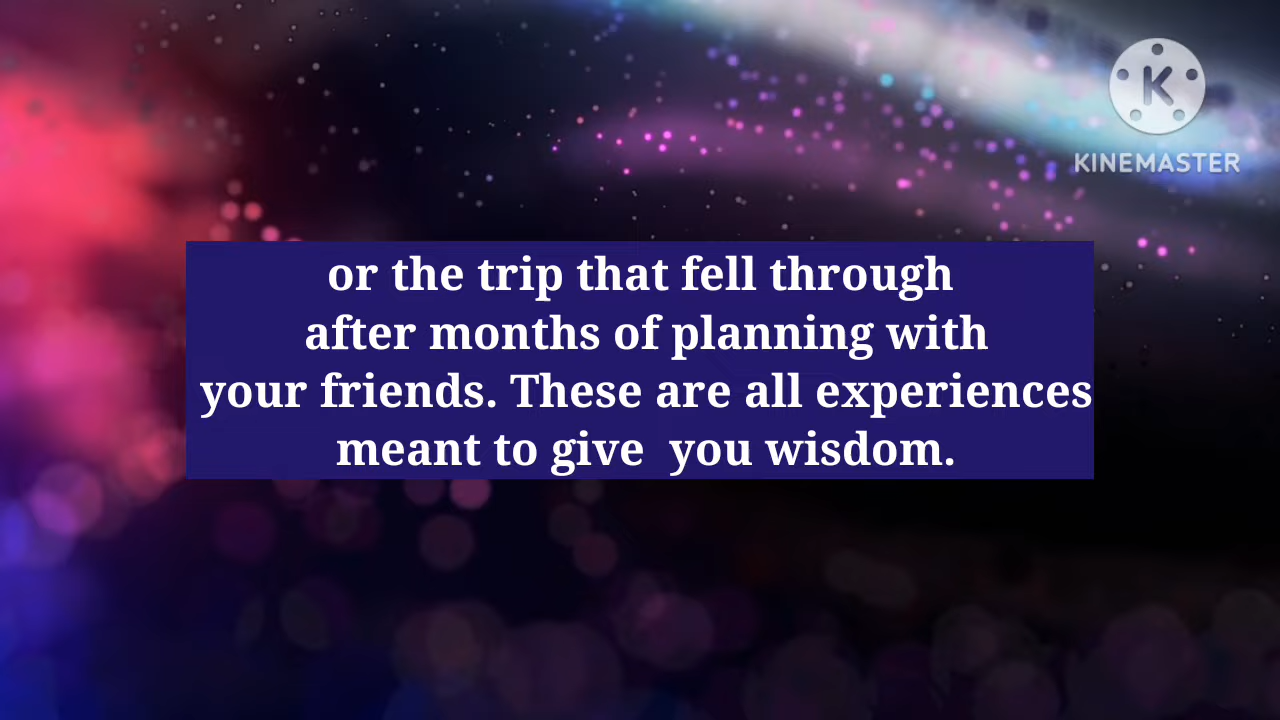 K
KINEMASTER
or the trip that fell through
after months of planning with
your friends. These are all experiences
meant to give  you wisdom.